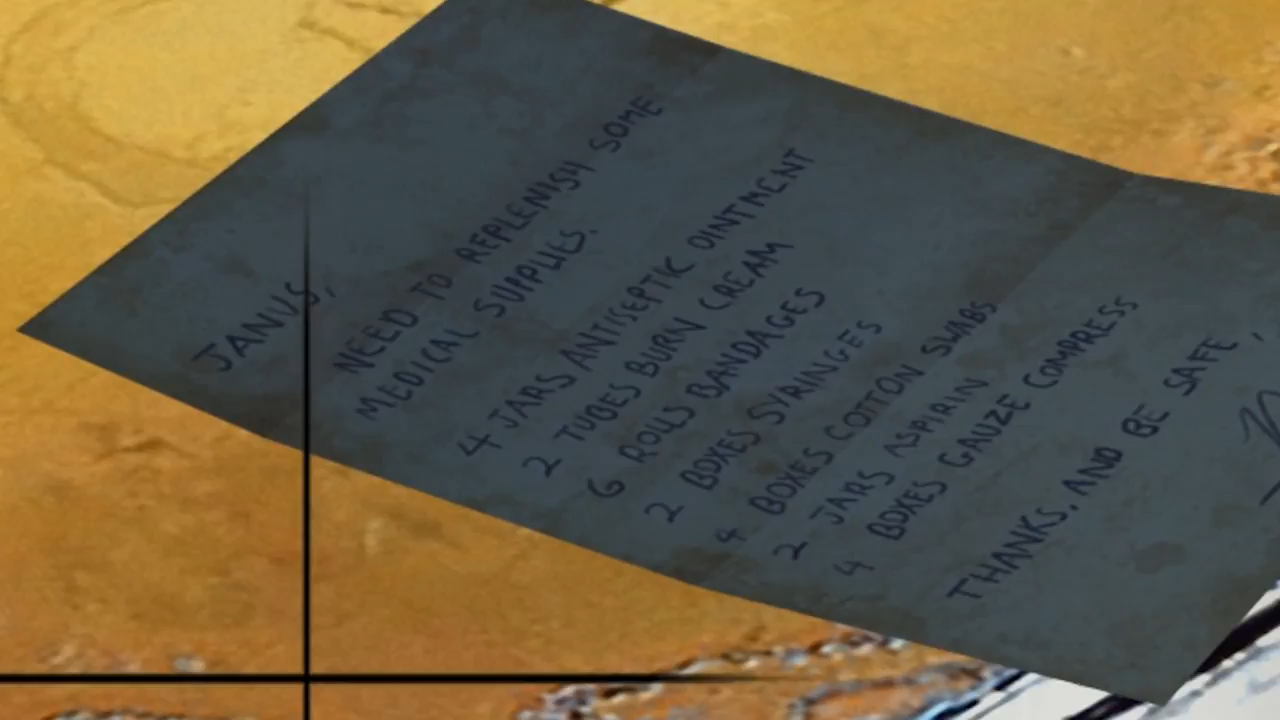 JANUS,
NEED TO REPLENISH SOME
MEDICAL SUPPLIES.
4 JARS ANTISEPTIC OINTMENT
2 TUBES BURN CREAM
6 ROLLS BANDAGES
2 BOXES SYRINGES
4 BOXES COTTON SWABS
2 JARS ASPIRIN
4 BOXES GAUZE COMPRESS
THANKS, AND BE SAFE,